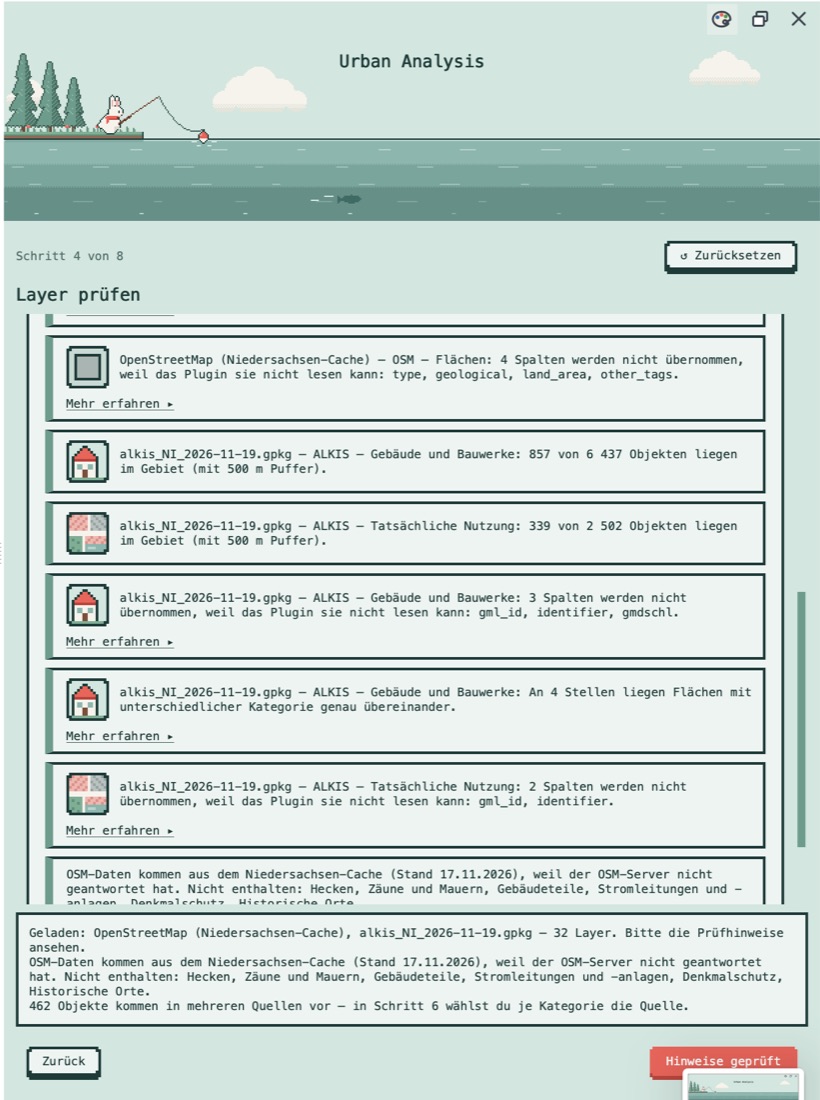 Urban Analysis
Schritt 4 von 8
↺ Zurücksetzen
Layer prüfen
OpenStreetMap (Niedersachsen-Cache) – OSM – Flächen: 4 Spalten werden nicht übernommen,
weil das Plugin sie nicht lesen kann: type, geological, land_area, other_tags.
Mehr erfahren ▸
alkis_NI_2026-11-19.gpkg – ALKIS – Gebäude und Bauwerke: 857 von 6 437 Objekten liegen
im Gebiet (mit 500 m Puffer).
alkis_NI_2026-11-19.gpkg – ALKIS – Tatsächliche Nutzung: 339 von 2 502 Objekten liegen
im Gebiet (mit 500 m Puffer).
alkis_NI_2026-11-19.gpkg – ALKIS – Gebäude und Bauwerke: 3 Spalten werden nicht
übernommen, weil das Plugin sie nicht lesen kann: gml_id, identifier, gmdschl.
Mehr erfahren ▸
alkis_NI_2026-11-19.gpkg – ALKIS – Gebäude und Bauwerke: An 4 Stellen liegen Flächen mit
unterschiedlicher Kategorie genau übereinander.
Mehr erfahren ▸
alkis_NI_2026-11-19.gpkg – ALKIS – Tatsächliche Nutzung: 2 Spalten werden nicht
übernommen, weil das Plugin sie nicht lesen kann: gml_id, identifier.
Mehr erfahren ▸
OSM-Daten kommen aus dem Niedersachsen-Cache (Stand 17.11.2026), weil der OSM-Server nicht
geantwortet hat. Nicht enthalten: Hecken, Zäune und Mauern, Gebäudeteile, Stromleitungen und -
anlagen, Denkmalschutz, Historische Orte.
Geladen: OpenStreetMap (Niedersachsen-Cache), alkis_NI_2026-11-19.gpkg – 32 Layer. Bitte die Prüfhinweise
ansehen.
OSM-Daten kommen aus dem Niedersachsen-Cache (Stand 17.11.2026), weil der OSM-Server nicht geantwortet
hat. Nicht enthalten: Hecken, Zäune und Mauern, Gebäudeteile, Stromleitungen und -anlagen, Denkmalschutz,
Historische Orte.
462 Objekte kommen in mehreren Quellen vor – in Schritt 6 wählst du je Kategorie die Quelle.
Zurück
Hinweise geprüft